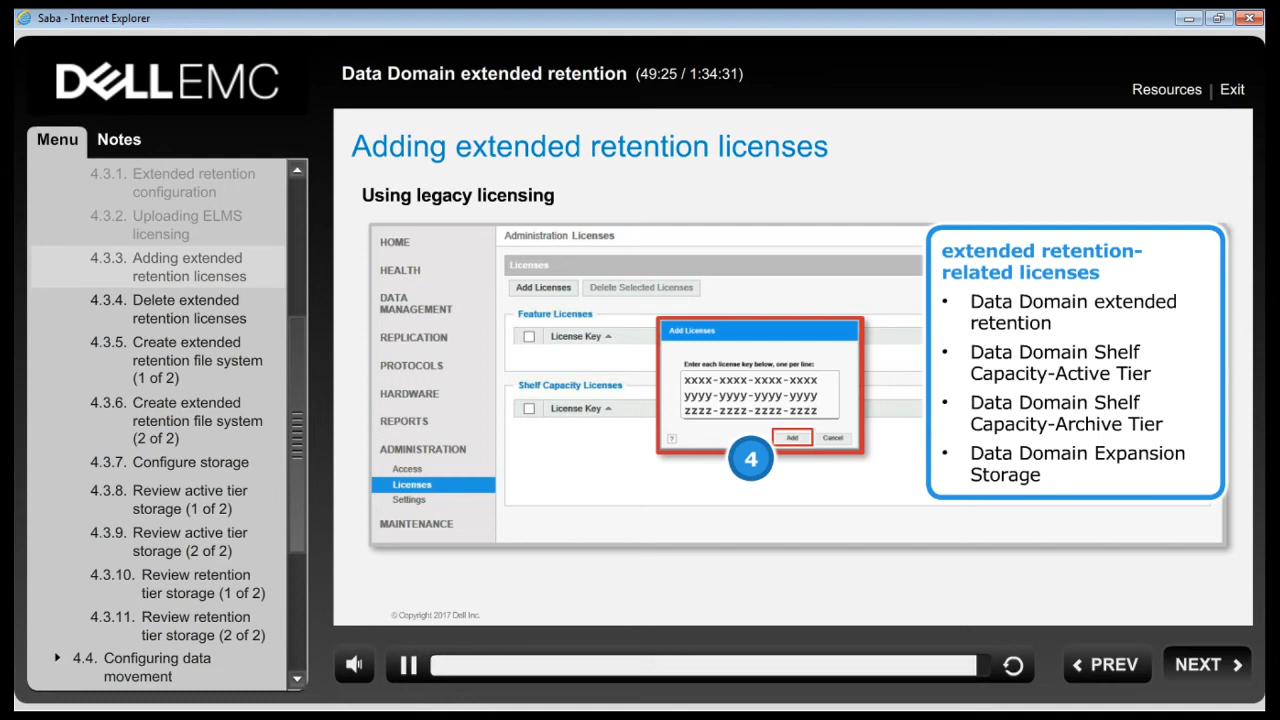 Saba - Internet Explorer
DELLEMC
Data Domain extended retention (49:25 / 1:34:31)
Resources | Exit
Menu Notes
4.3.1. Extended retention
configuration
4.3.2. Uploading ELMS
licensing
4.3.3. Adding extended
retention licenses
4.3.4. Delete extended
retention licenses
4.3.5. Create extended
retention file system
(1 of 2)
4.3.6. Create extended
retention file system
(2 of 2)
4.3.7. Configure storage
4.3.8. Review active tier
storage (1 of 2)
4.3.9. Review active tier
storage (2 of 2)
4.3.10. Review retention
tier storage (1 of 2)
4.3.11. Review retention
tier storage (2 of 2)
4.4. Configuring data
movement
Adding extended retention licenses
Using legacy licensing
HOME
HEALTH
DATA
MANAGEMENT
REPLICATION
PROTOCOLS
HARDWARE
REPORTS
ADMINISTRATION
Access
Licenses
Settings
MAINTENANCE
Administration Licenses
Licenses
Add Licenses Delete Selected Licenses
Feature Licenses
License Key
Shelf Capacity Licenses
License Key
Add Licenses
Enter each license key below, one per line:
xxxx-xxxx-xxxx-xxxx
yyyy-yyyy-yyyy-yyyy
zzzz-zzzz-zzzz-zzzz
? Add Cancel
4
extended retention-
related licenses
• Data Domain extended
retention
• Data Domain Shelf
Capacity-Active Tier
• Data Domain Shelf
Capacity-Archive Tier
• Data Domain Expansion
Storage
© Copyright 2017 Dell Inc.
PREV NEXT